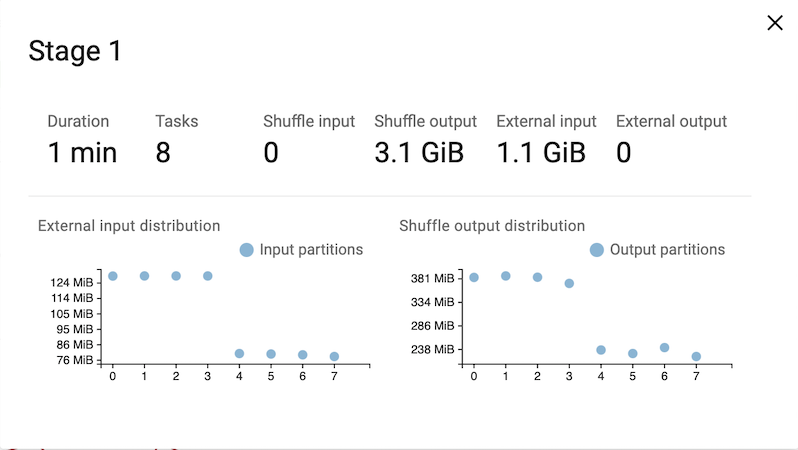 Stage 1
Duration Tasks Shuffle input Shuffle output External input External output
1 min 8 0 3.1 GiB 1.1 GiB 0
External input distribution
Input partitions
124 MiB
114 MiB
105 MiB
95 MiB
86 MiB
76 MiB
0 1 2 3 4 5 6 7
Shuffle output distribution
Output partitions
381 MiB
334 MiB
286 MiB
238 MiB
0 1 2 3 4 5 6 7